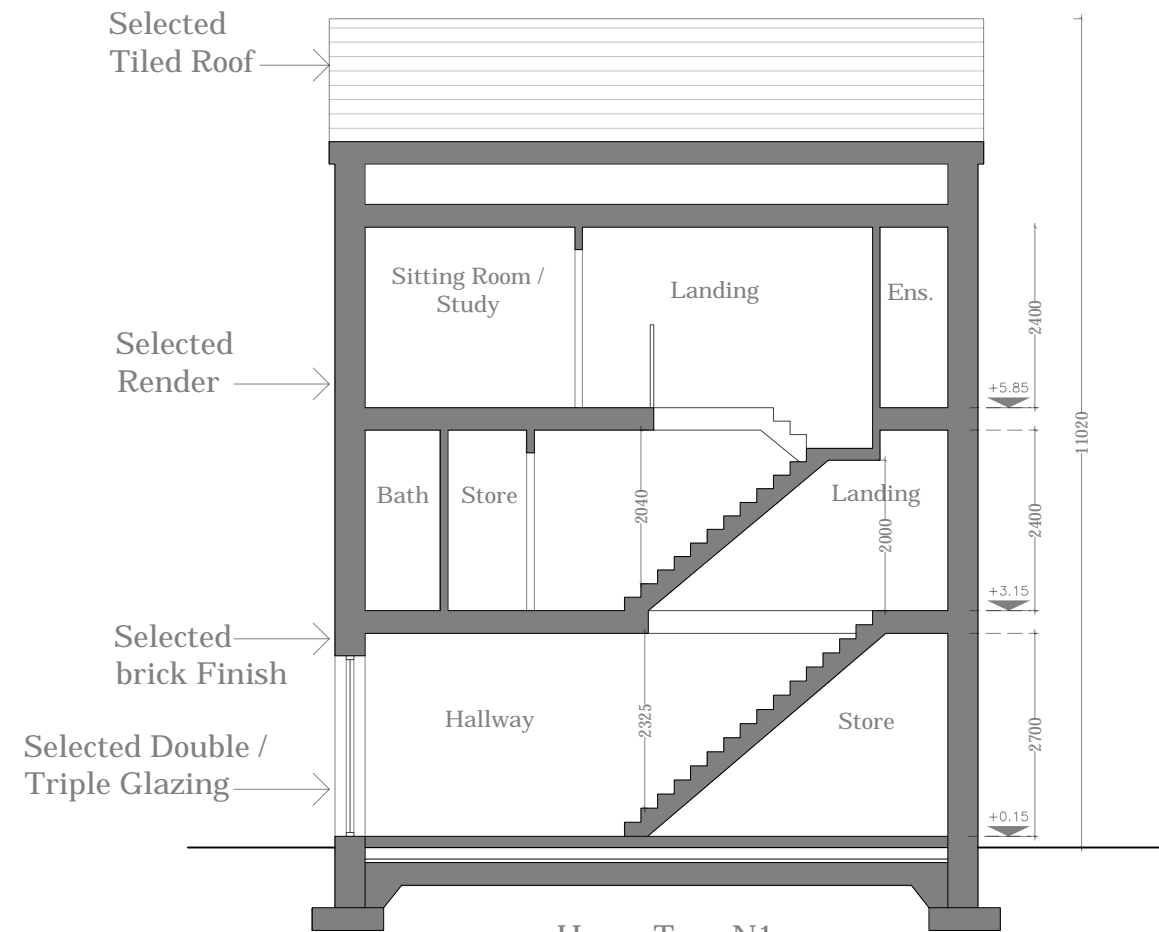 Selected
Tiled Roof
Sitting Room /
Study
Landing
Ens.
2400
+5.85
11020
Selected
Render
Bath
Store
2040
Landing
2000
2400
+3.15
Selected
brick Finish
Hallway
2325
Store
2700
Selected Double /
Triple Glazing
+0.15